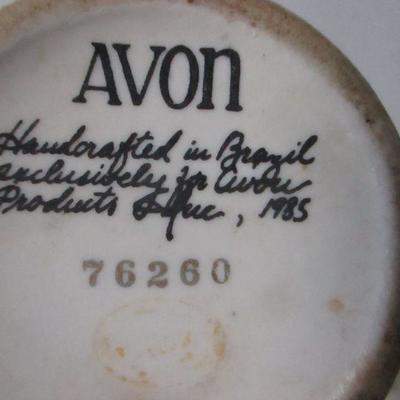 AVON
Handcrafted in Brazil
exclusively for Avon
Products Inc, 1985
76260